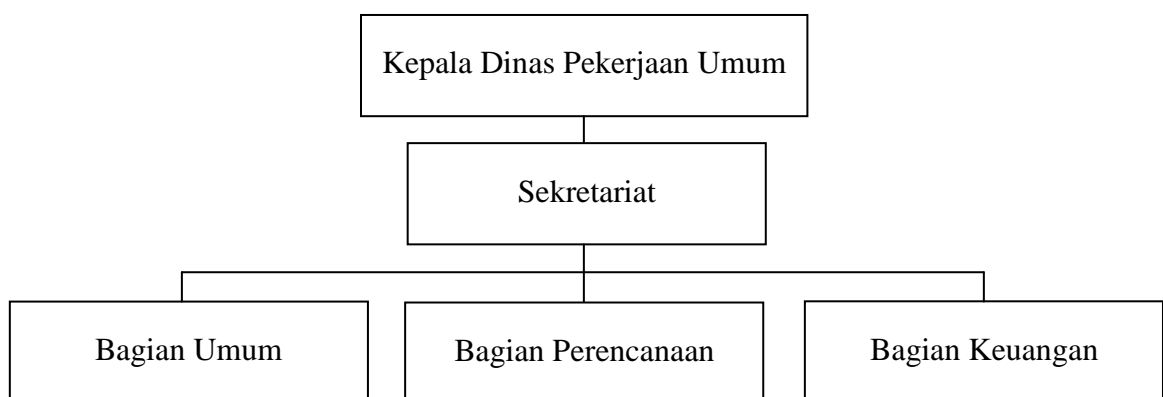 Kepala Dinas Pekerjaan Umum
Sekretariat
Bagian Umum
Bagian Perencanaan
Bagian Keuangan